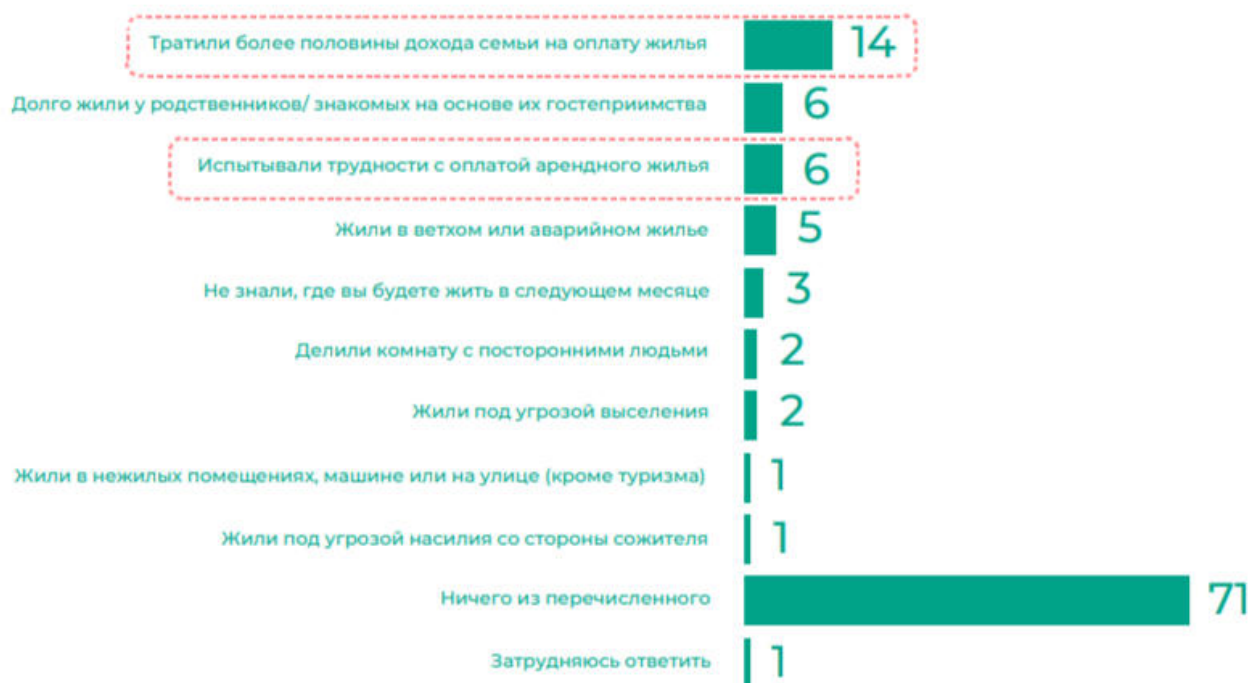 Тратили более половины дохода семьи на оплату жилья 14
Долго жили у родственников/ знакомых на основе их гостеприимства 6
Испытывали трудности с оплатой арендного жилья 6
Жили в ветхом или аварийном жилье 5
Не знали, где вы будете жить в следующем месяце 3
Делили комнату с посторонними людьми 2
Жили под угрозой выселения 2
Жили в нежилых помещениях, машине или на улице (кроме туризма) 1
Жили под угрозой насилия со стороны сожителя 1
Ничего из перечисленного 71
Затрудняюсь ответить 1